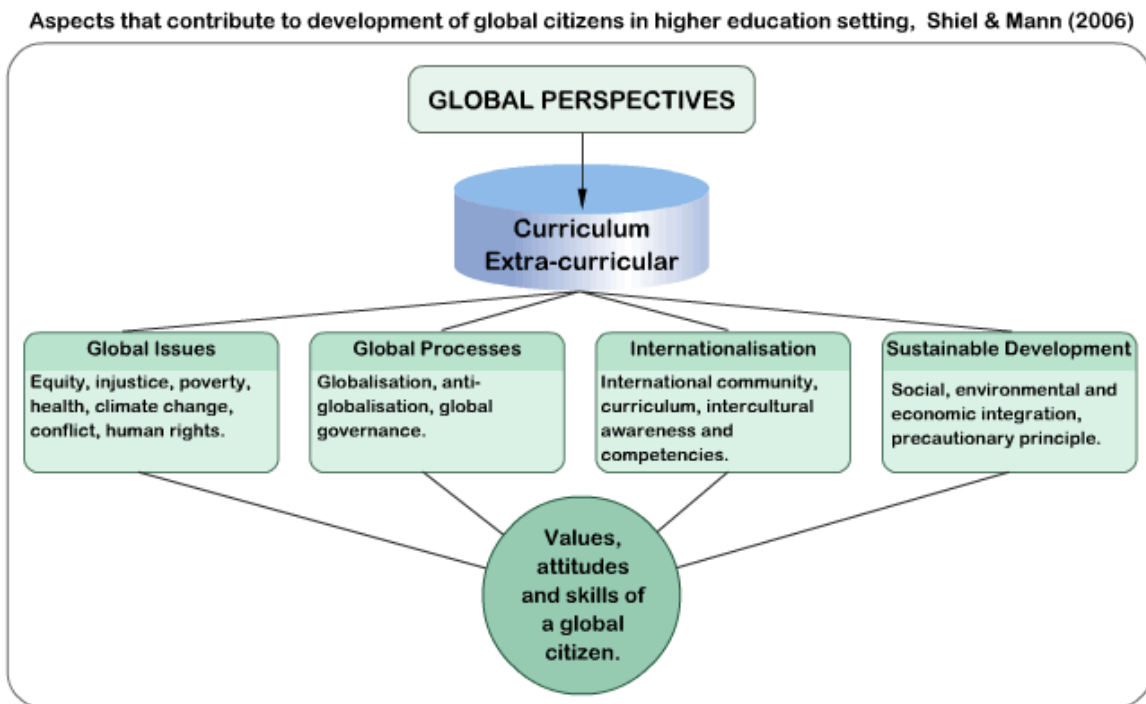 Aspects that contribute to development of global citizens in higher education setting, Shiel & Mann (2006)
GLOBAL PERSPECTIVES
Curriculum
Extra-curricular
Global Issues
Equity, injustice, poverty,
health, climate change,
conflict, human rights.
Global Processes
Globalisation, anti-
globalisation, global
governance.
Internationalisation
International community,
curriculum, intercultural
awareness and
competencies.
Sustainable Development
Social, environmental and
economic integration,
precautionary principle.
Values,
attitudes
and skills of
a global
citizen.